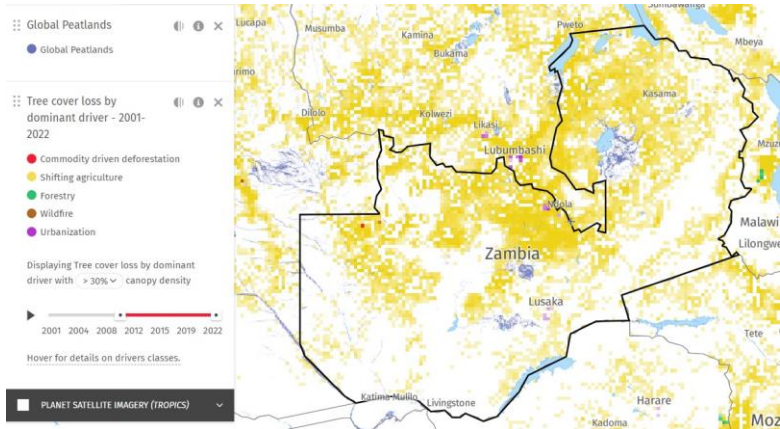 Global Peatlands
Global Peatlands
Tree cover loss by
dominant driver - 2001-
2022
Commodity driven deforestation
Shifting agriculture
Forestry
Wildfire
Urbanization
Displaying Tree cover loss by dominant
driver with > 30% canopy density
2001 2004 2008 2012 2015 2019 2022
Hover for details on drivers classes.
PLANET SATELLITE IMAGERY (TROPICS)
Lucapa
Musumba
Kamina
Pweto
Sumbawanga
Bukama
Mbeya
Dilolo
Kolwezi
Kasama
Likasi
Lubumbashi
Mzuzu
Ndola
Malawi
Zambia
Lilongwe
Lusaka
Tete
Katima Mulilo
Livingstone
Harare
Kadoma
Moz